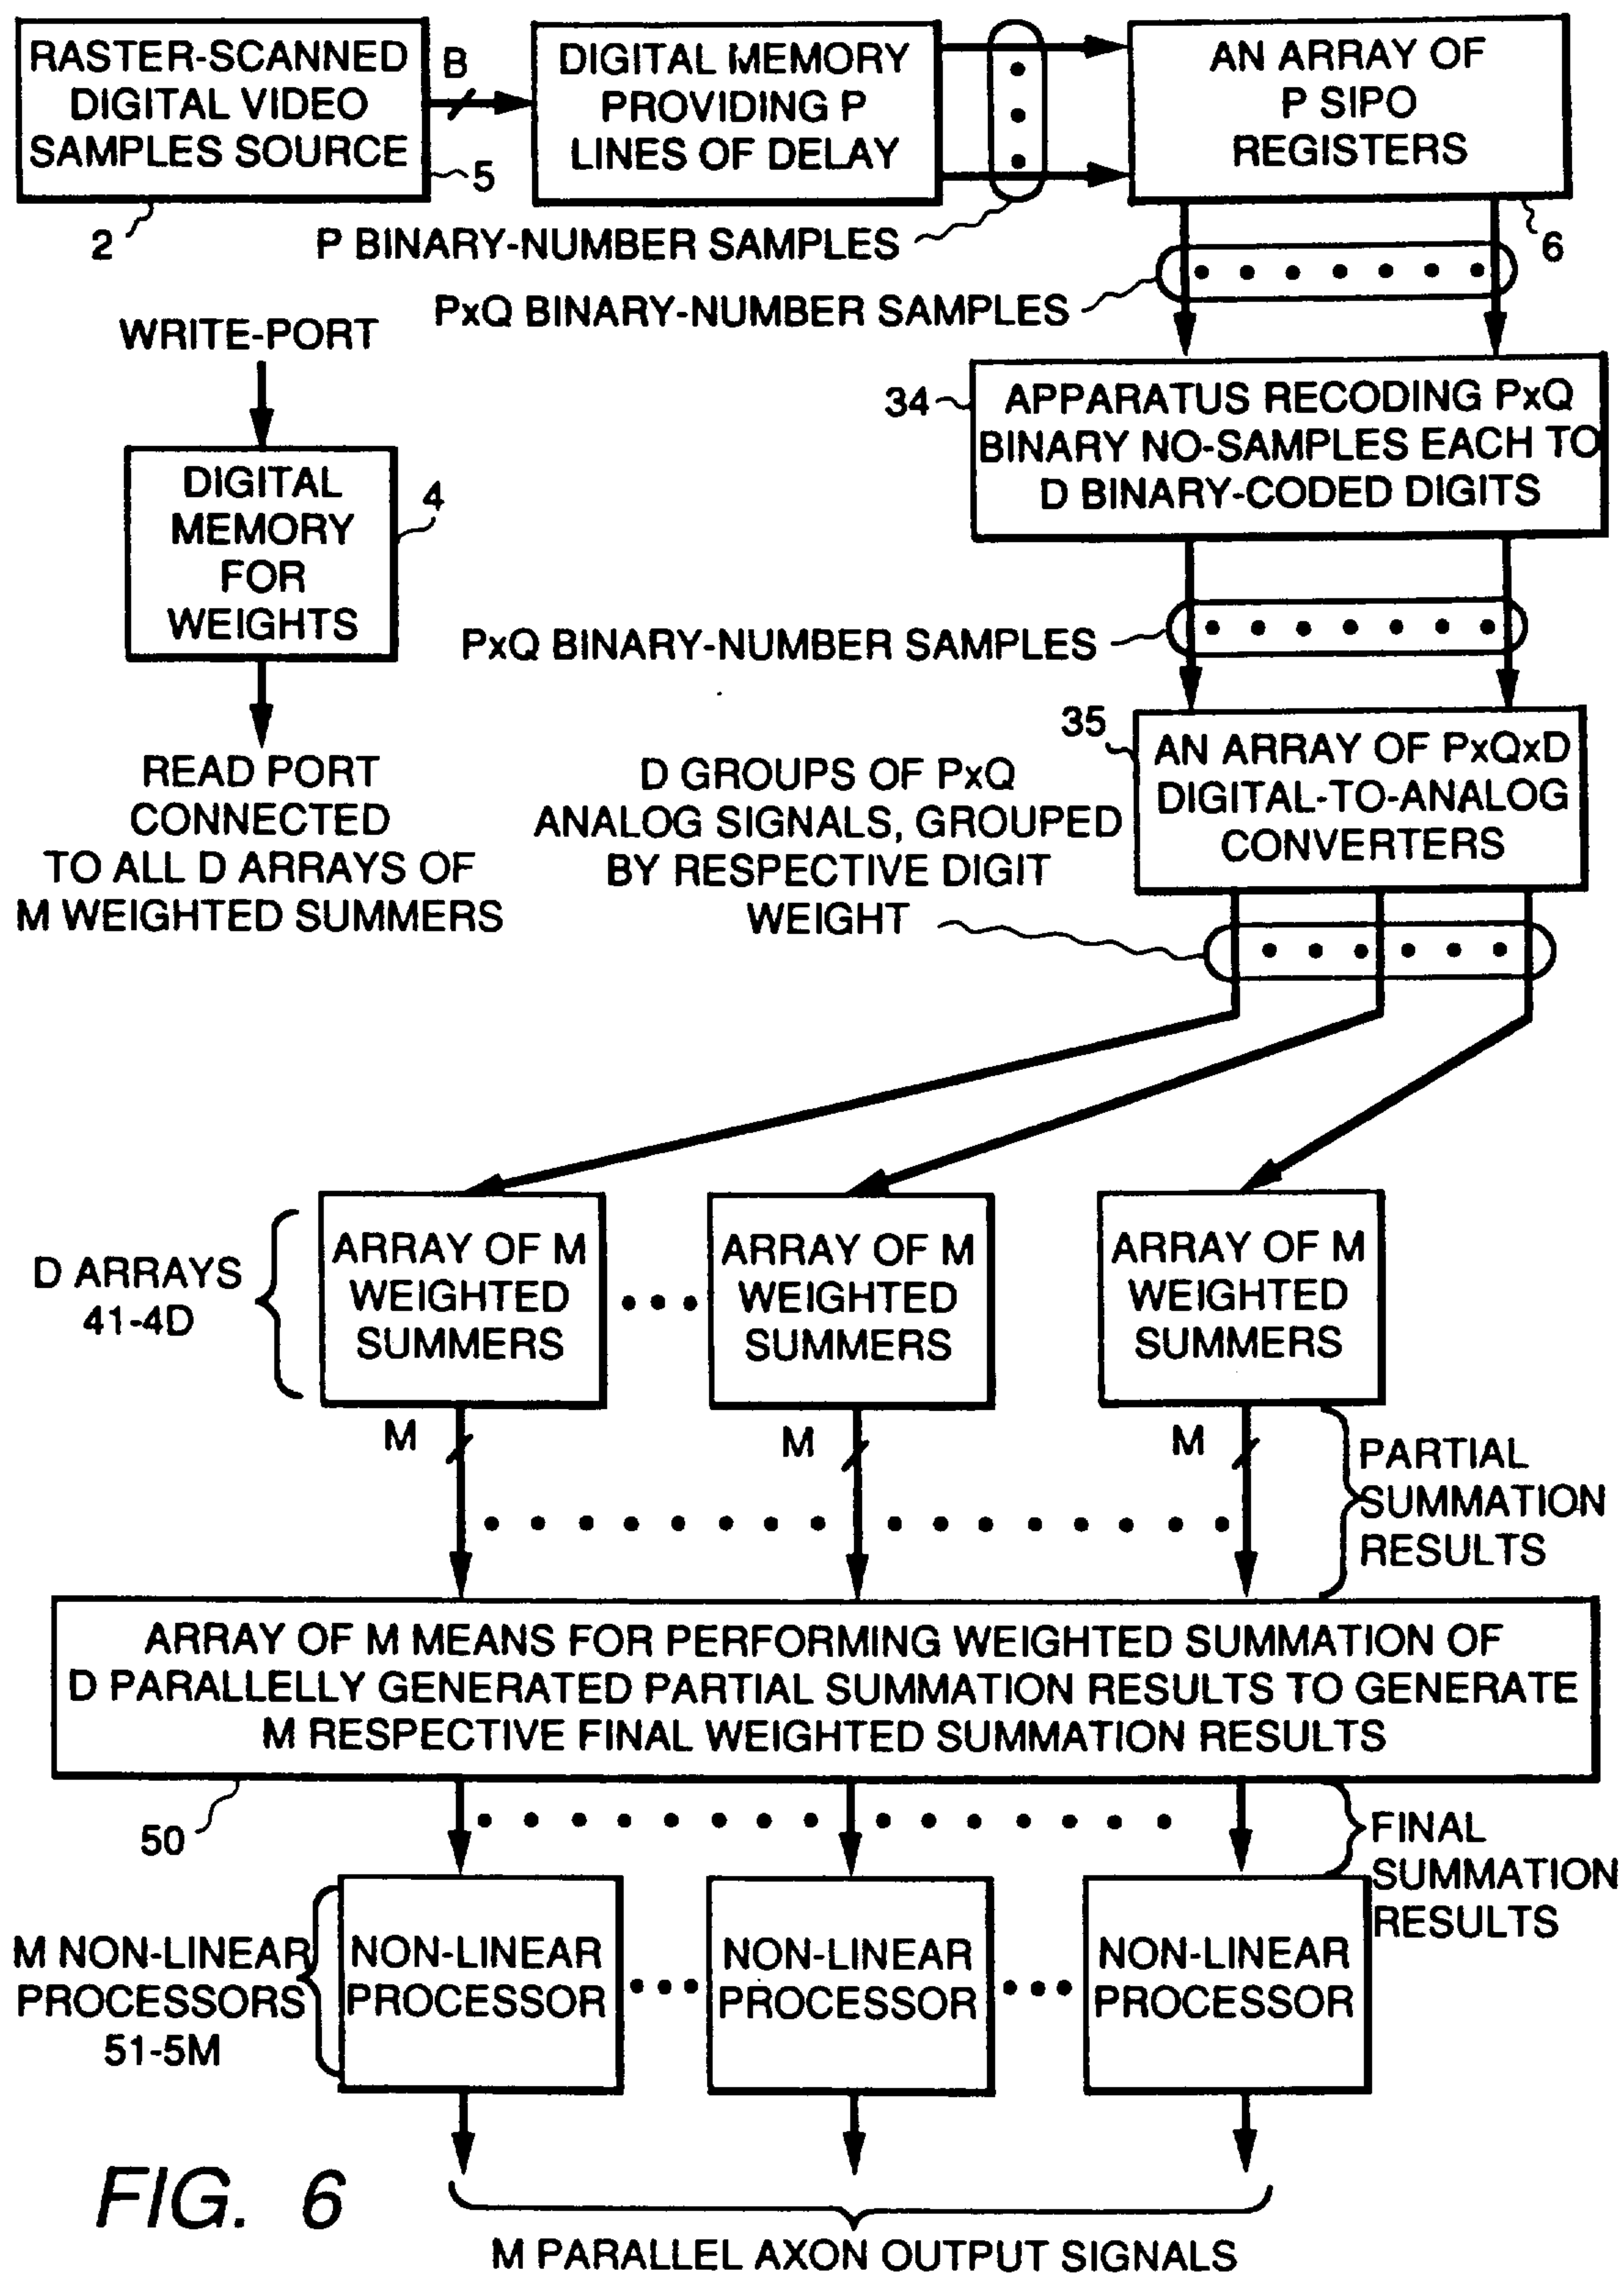 RASTER-SCANNED
DIGITAL VIDEO
SAMPLES SOURCE
B
5
2
DIGITAL MEMORY
PROVIDING P
LINES OF DELAY
AN ARRAY OF
P SIPO
REGISTERS
6
P BINARY-NUMBER SAMPLES
PxQ BINARY-NUMBER SAMPLES
WRITE-PORT
DIGITAL
MEMORY
FOR
WEIGHTS
4
READ PORT
CONNECTED
TO ALL D ARRAYS OF
M WEIGHTED SUMMERS
34
APPARATUS RECODING PxQ
BINARY NO-SAMPLES EACH TO
D BINARY-CODED DIGITS
PxQ BINARY-NUMBER SAMPLES
35
AN ARRAY OF PxQxD
DIGITAL-TO-ANALOG
CONVERTERS
D GROUPS OF PxQ
ANALOG SIGNALS, GROUPED
BY RESPECTIVE DIGIT
WEIGHT
D ARRAYS
41-4D
ARRAY OF M
WEIGHTED
SUMMERS
ARRAY OF M
WEIGHTED
SUMMERS
ARRAY OF M
WEIGHTED
SUMMERS
M
M
M
PARTIAL
SUMMATION
RESULTS
ARRAY OF M MEANS FOR PERFORMING WEIGHTED SUMMATION OF
D PARALLELLY GENERATED PARTIAL SUMMATION RESULTS TO GENERATE
M RESPECTIVE FINAL WEIGHTED SUMMATION RESULTS
50
FINAL
SUMMATION
RESULTS
M NON-LINEAR
PROCESSORS
51-5M
NON-LINEAR
PROCESSOR
NON-LINEAR
PROCESSOR
NON-LINEAR
PROCESSOR
FIG. 6
M PARALLEL AXON OUTPUT SIGNALS